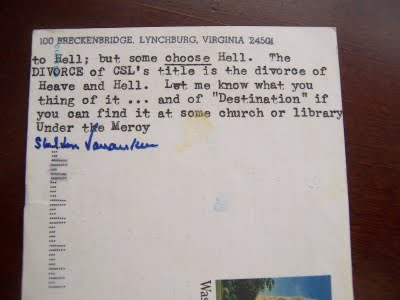 100 BRECKENBRIDGE, LYNCHBURG, VIRGINIA 24501
to Hell; but some choose Hell.  The
DIVORCE of CSL's title is the divorce of
Heave and Hell.  Let me know what you
thing of it ... and of "Destination" if
you can find it at some church or library
Under the Mercy
Sheldon Vanauken
Was